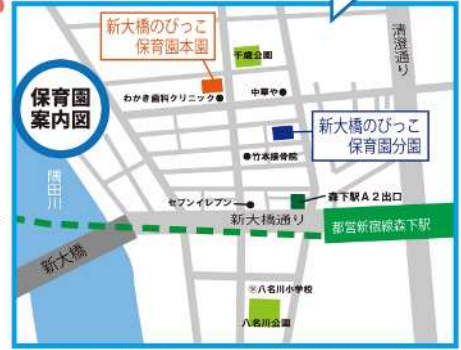 新大橋のびっこ
保育園本園
千歳公園
清澄通り
保育園
案内図
わかき歯科クリニック
中華や
新大橋のびっこ
保育園分園
竹本接骨院
隅田川
セブンイレブン
森下駅A2出口
新大橋通り
都営新宿線森下駅
新大橋
八名川小学校
八名川公園